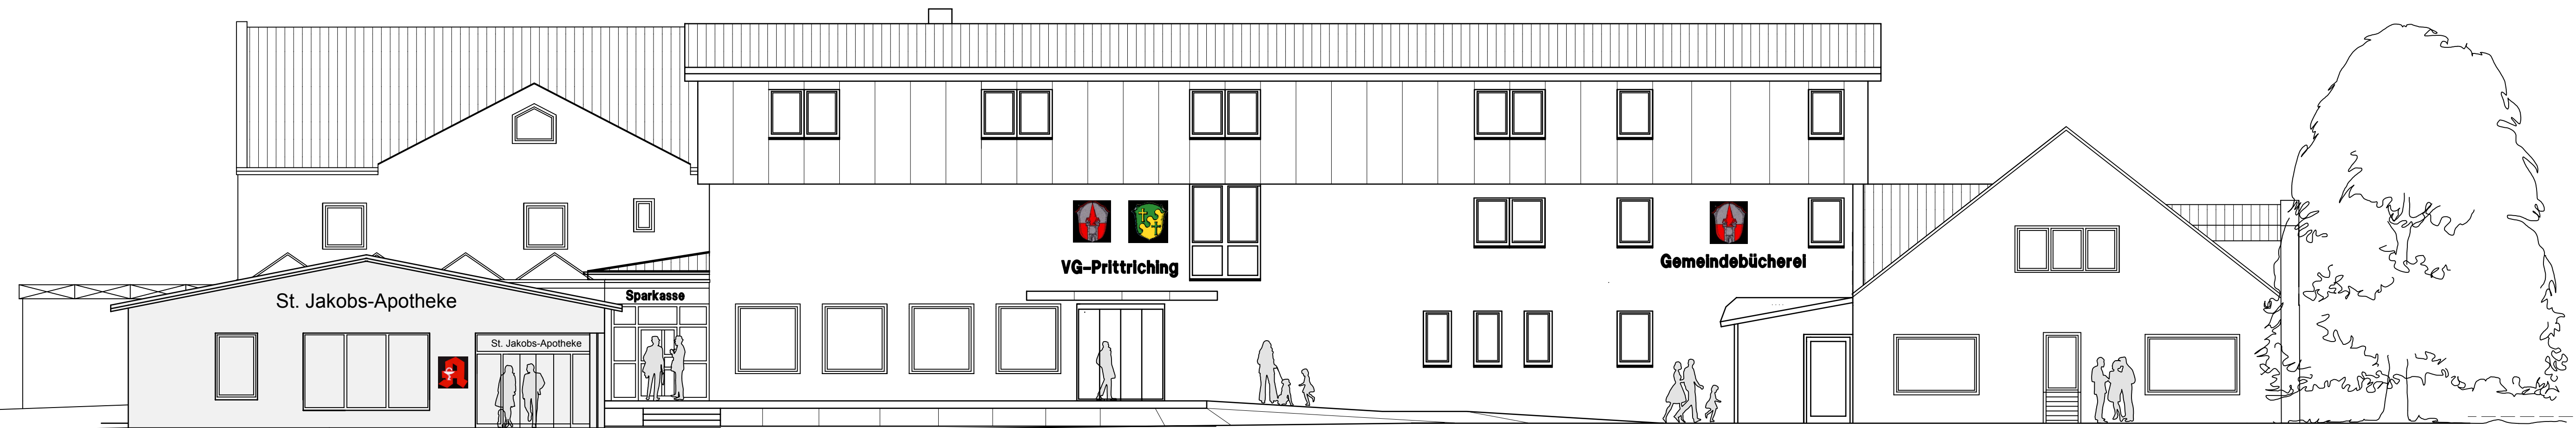 St. Jakobs-Apotheke
St. Jakobs-Apotheke
Sparkasse
VG-Prittriching
Gemeindebücherei